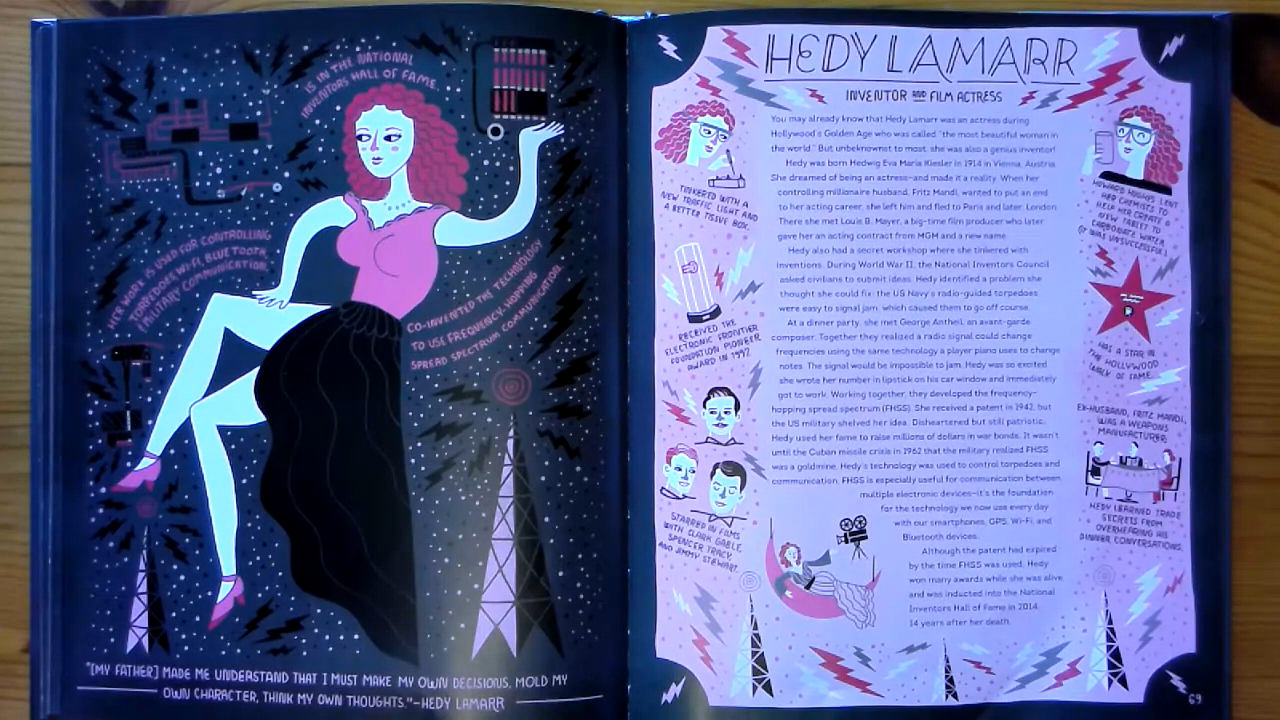 IS IN THE NATIONAL
INVENTORS HALL OF FAME.
HER WORK IS USED FOR CONTROLLING
TORPEDOES, WI-FI, BLUETOOTH,
MILITARY COMMUNICATION.
CO-INVENTED THE TECHNOLOGY
TO USE FREQUENCY-HOPPING
SPREAD SPECTRUM COMMUNICATION.
"[MY FATHER] MADE ME UNDERSTAND THAT I MUST MAKE MY OWN DECISIONS, MOLD MY
OWN CHARACTER, THINK MY OWN THOUGHTS."-HEDY LAMARR
HEDY LAMARR
INVENTOR AND FILM ACTRESS
You may already know that Hedy Lamarr was an actress during
Hollywood's Golden Age who was called "the most beautiful woman in
the world." But unbeknownst to most, she was also a genius inventor!
Hedy was born Hedwig Eva Maria Kiesler in 1914 in Vienna, Austria.
She dreamed of being an actress—and made it a reality. When her
controlling millionaire husband, Fritz Mandl, wanted to put an end
to her acting career, she left him and fled to Paris and later, London.
There she met Louis B. Mayer, a big-time film producer who later
gave her an acting contract from MGM and a new name.
Hedy also had a secret workshop where she tinkered with
inventions. During World War II, the National Inventors Council
asked civilians to submit ideas. Hedy identified a problem she
thought she could fix: the US Navy's radio-guided torpedoes
were easy to signal jam, which caused them to go off course.
At a dinner party, she met George Antheil, an avant-garde
composer. Together they realized a radio signal could change
frequencies using the same technology a player piano uses to change
notes. The signal would be impossible to jam. Hedy was so excited
she wrote her number in lipstick on his car window and immediately
got to work. Working together, they developed the frequency-
hopping spread spectrum (FHSS). She received a patent in 1942, but
the US military shelved her idea. Disheartened but still patriotic,
Hedy used her fame to raise millions of dollars in war bonds. It wasn't
until the Cuban missile crisis in 1962 that the military realized FHSS
was a goldmine. Hedy's technology was used to control torpedoes and
communication. FHSS is especially useful for communication between
multiple electronic devices—it's the foundation
for the technology we now use every day
with our smartphones, GPS, Wi-Fi, and
Bluetooth devices.
Although the patent had expired
by the time FHSS was used, Hedy
won many awards while she was alive
and was inducted into the National
Inventors Hall of Fame in 2014,
14 years after her death.
TINKERED WITH A
NEW TRAFFIC LIGHT AND
A BETTER TISSUE BOX.
RECEIVED THE
ELECTRONIC FRONTIER
FOUNDATION PIONEER
AWARD IN 1997.
STARRED IN FILMS
WITH CLARK GABLE,
SPENCER TRACY,
AND JIMMY STEWART.
HOWARD HUGHES LENT
HER CHEMISTS TO
HELP HER CREATE A
NEW TABLET TO
CARBONATE WATER.
(IT WAS UNSUCCESSFUL.)
HAS A STAR IN
THE HOLLYWOOD
WALK OF FAME.
EX-HUSBAND, FRITZ MANDL,
WAS A WEAPONS
MANUFACTURER;
HEDY LEARNED TRADE
SECRETS FROM
OVERHEARING HIS
DINNER CONVERSATIONS.
69